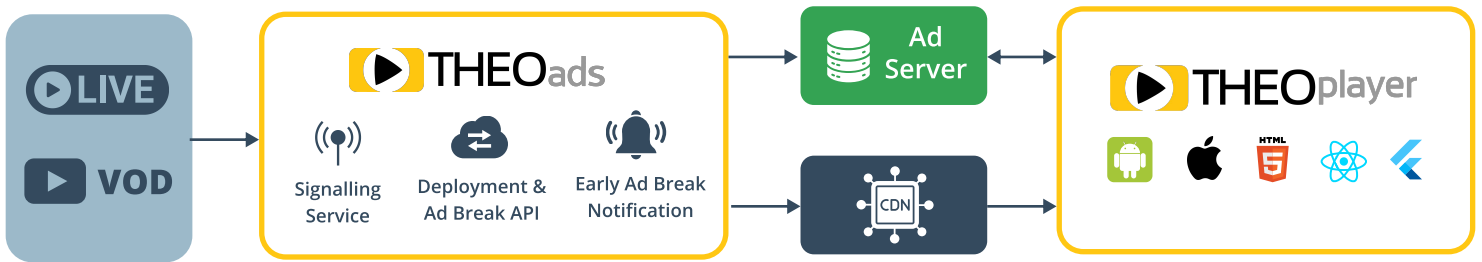 LIVE
VOD
THEOads
Signalling
Service
Deployment &
Ad Break API
Early Ad Break
Notification
Ad
Server
CDN
THEOplayer
HTML
5